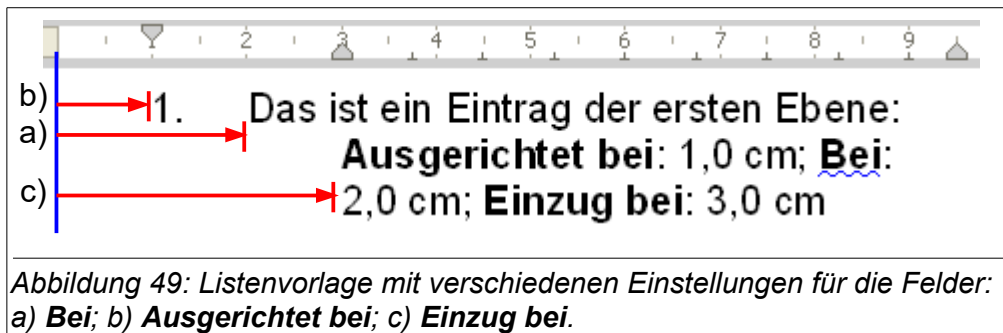 1 2 3 4 5 6 7 8 9
b) 1. Das ist ein Eintrag der ersten Ebene:
a) Ausgerichtet bei: 1,0 cm; Bei:
c) 2,0 cm; Einzug bei: 3,0 cm
Abbildung 49: Listenvorlage mit verschiedenen Einstellungen für die Felder:
a) Bei; b) Ausgerichtet bei; c) Einzug bei.